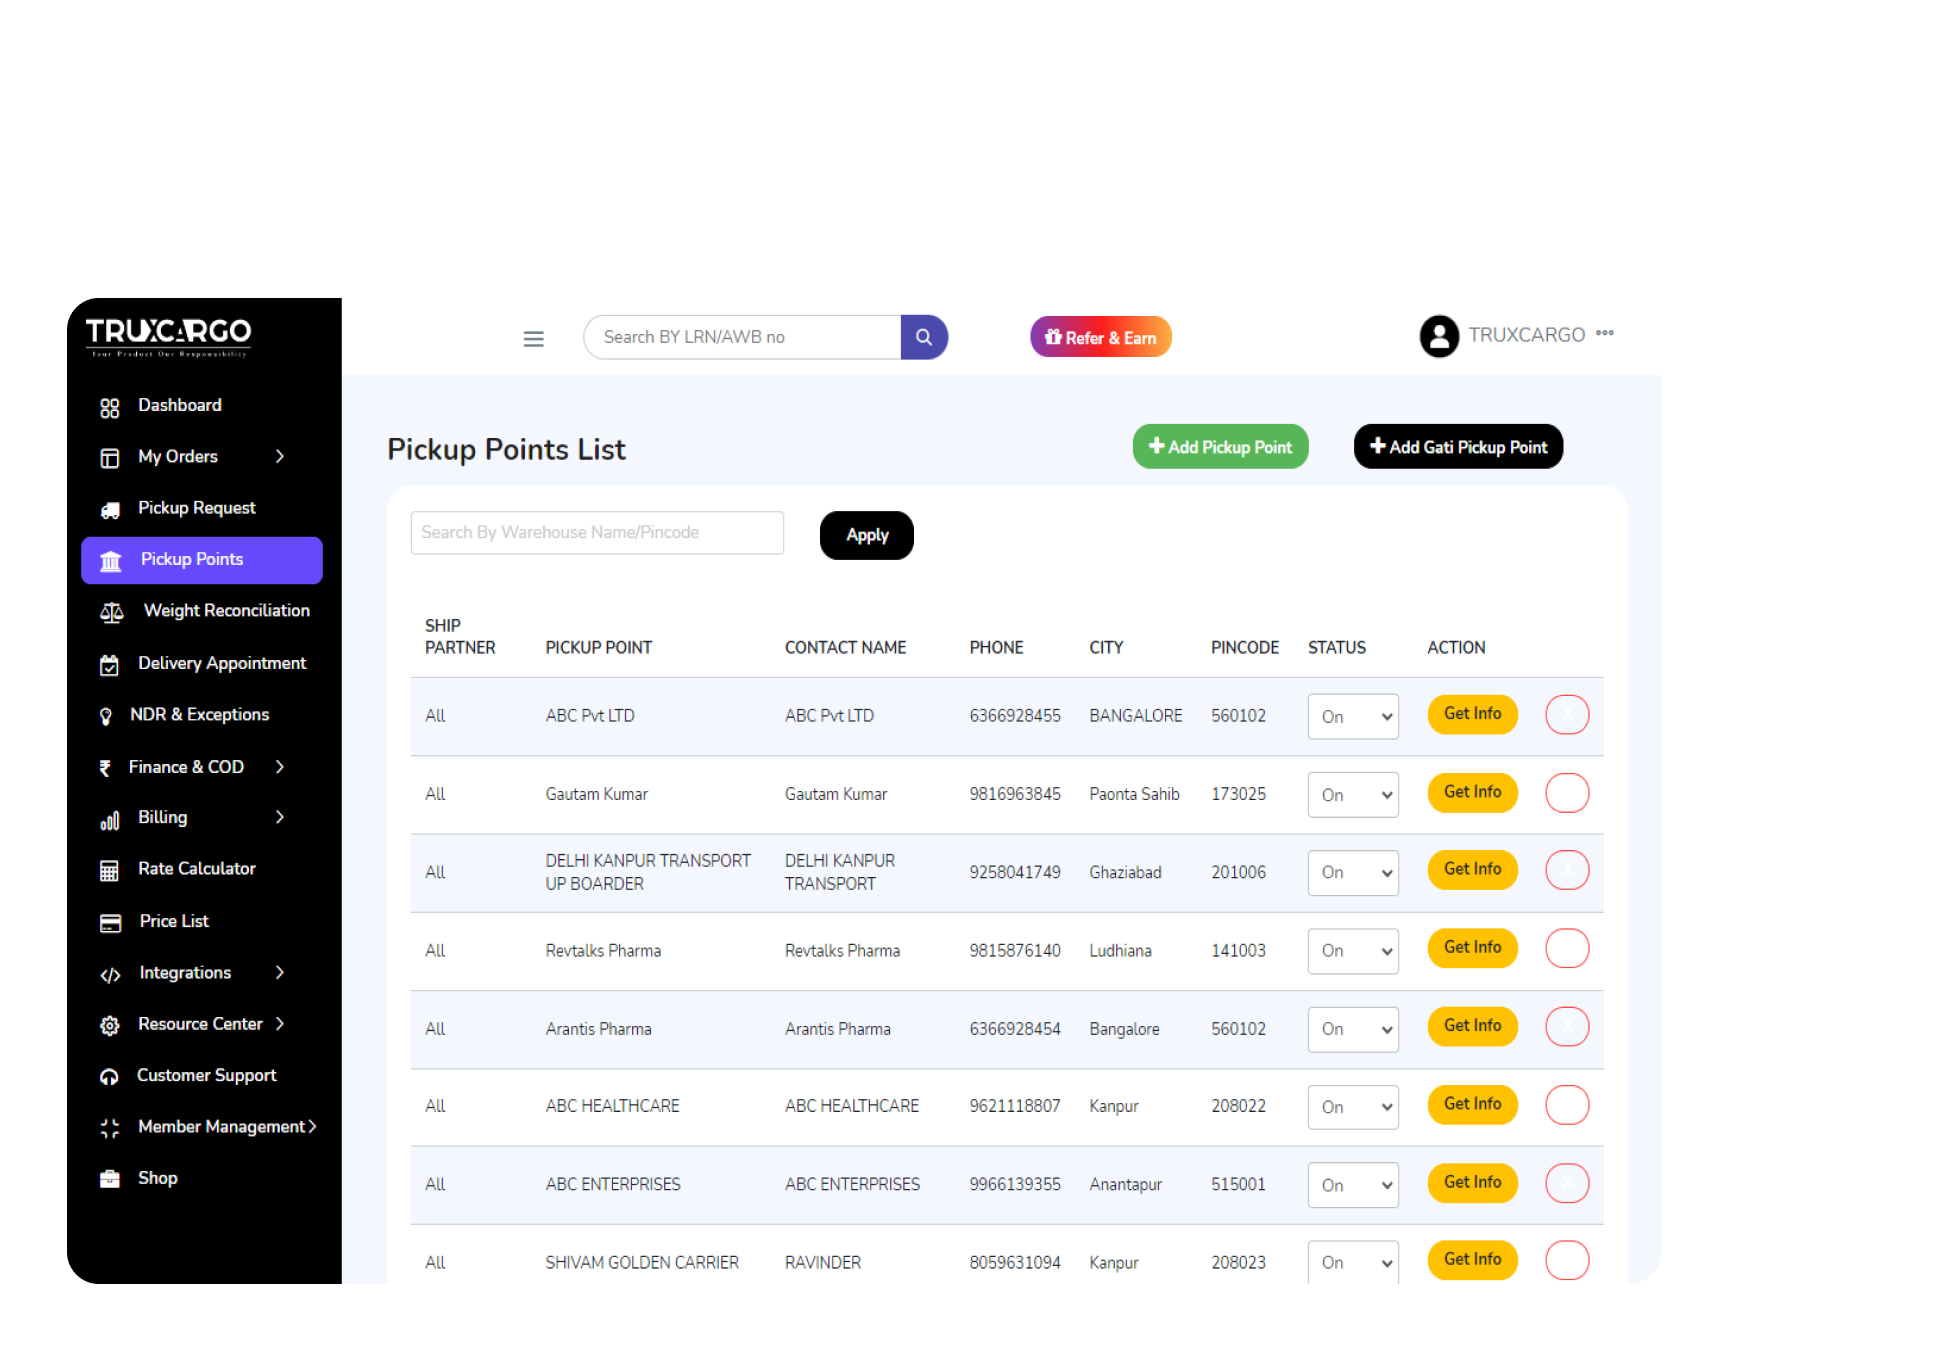 TRUXCARGO
Your Product Our Responsibility
Search BY LRN/AWB no
Refer & Earn
TRUXCARGO
Dashboard
My Orders
Pickup Request
Pickup Points
Weight Reconciliation
Delivery Appointment
NDR & Exceptions
Finance & COD
Billing
Rate Calculator
Price List
Integrations
Resource Center
Customer Support
Member Management
Shop
Pickup Points List
Add Pickup Point
Add Gati Pickup Point
Search By Warehouse Name/Pincode
Apply
SHIP PARTNER PICKUP POINT CONTACT NAME PHONE CITY PINCODE STATUS ACTION
All ABC Pvt LTD ABC Pvt LTD 6366928455 BANGALORE 560102 On Get Info X
All Gautam Kumar Gautam Kumar 9816963845 Paonta Sahib 173025 On Get Info
All DELHI KANPUR TRANSPORT UP BOARDER DELHI KANPUR TRANSPORT 9258041749 Ghaziabad 201006 On Get Info X
All Revtalks Pharma Revtalks Pharma 9815876140 Ludhiana 141003 On Get Info
All Arantis Pharma Arantis Pharma 6366928454 Bangalore 560102 On Get Info X
All ABC HEALTHCARE ABC HEALTHCARE 9621118807 Kanpur 208022 On Get Info
All ABC ENTERPRISES ABC ENTERPRISES 9966139355 Anantapur 515001 On Get Info X
All SHIVAM GOLDEN CARRIER RAVINDER 8059631094 Kanpur 208023 On Get Info